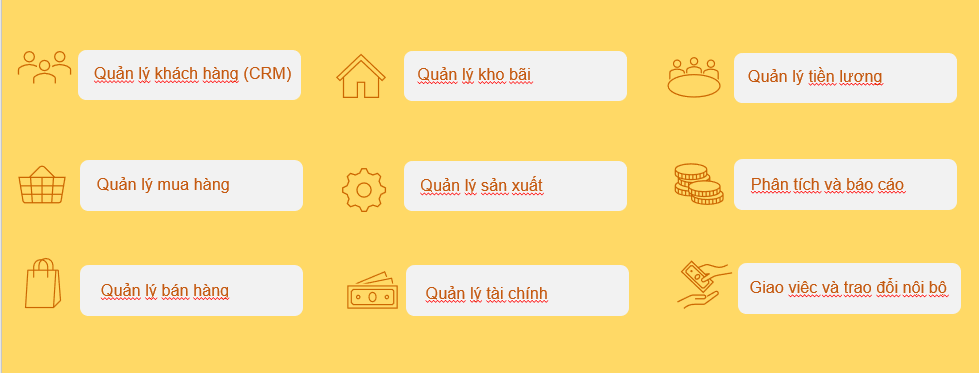 Quản lý khách hàng (CRM)
Quản lý kho bãi
Quản lý tiền lương
Quản lý mua hàng
Quản lý sản xuất
Phân tích và báo cáo
Quản lý bán hàng
Quản lý tài chính
Giao việc và trao đổi nội bộ